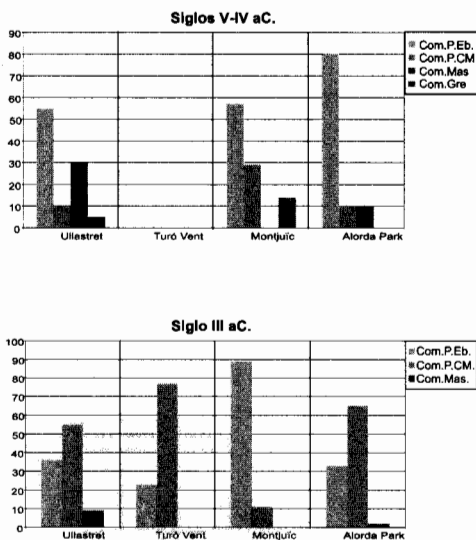 Siglos V-IV aC.
90
80
70
60
50
40
30
20
10
0
Ullastret Turó Vent Montjuïc Alorda Park
Com.P.Eb.
Com.P.CM
Com.Mas
Com.Gre
Siglo III aC.
100
90
80
70
60
50
40
30
20
10
0
Ullastret Turó Vent Montjuïc Alorda Park
Com.P.Eb.
Com.P.CM.
Com.Mas.